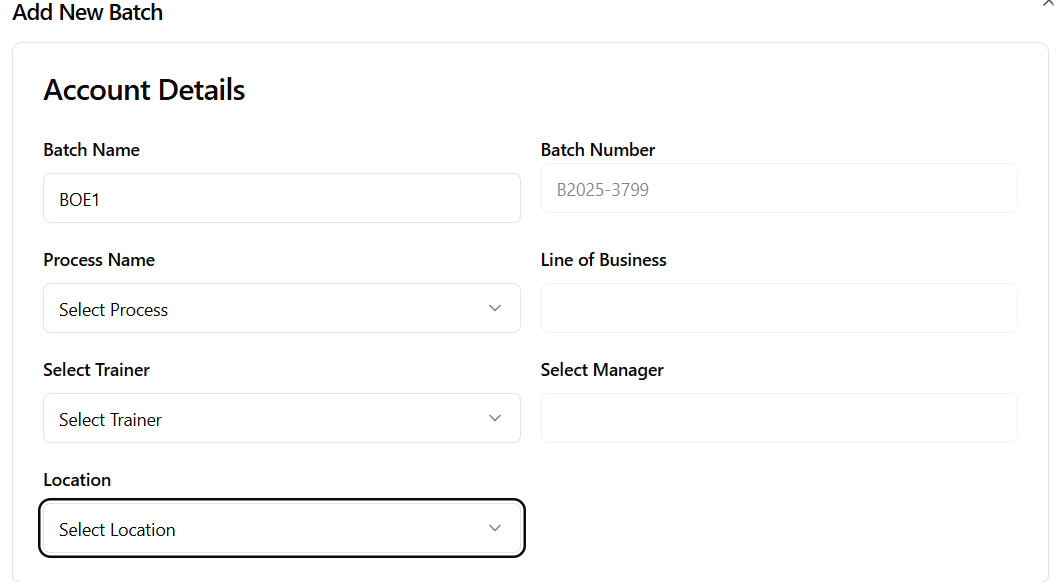 Add New Batch
Account Details
Batch Name
Batch Number
BOE1
B2025-3799
Process Name
Line of Business
Select Process
Select Trainer
Select Manager
Select Trainer
Location
Select Location